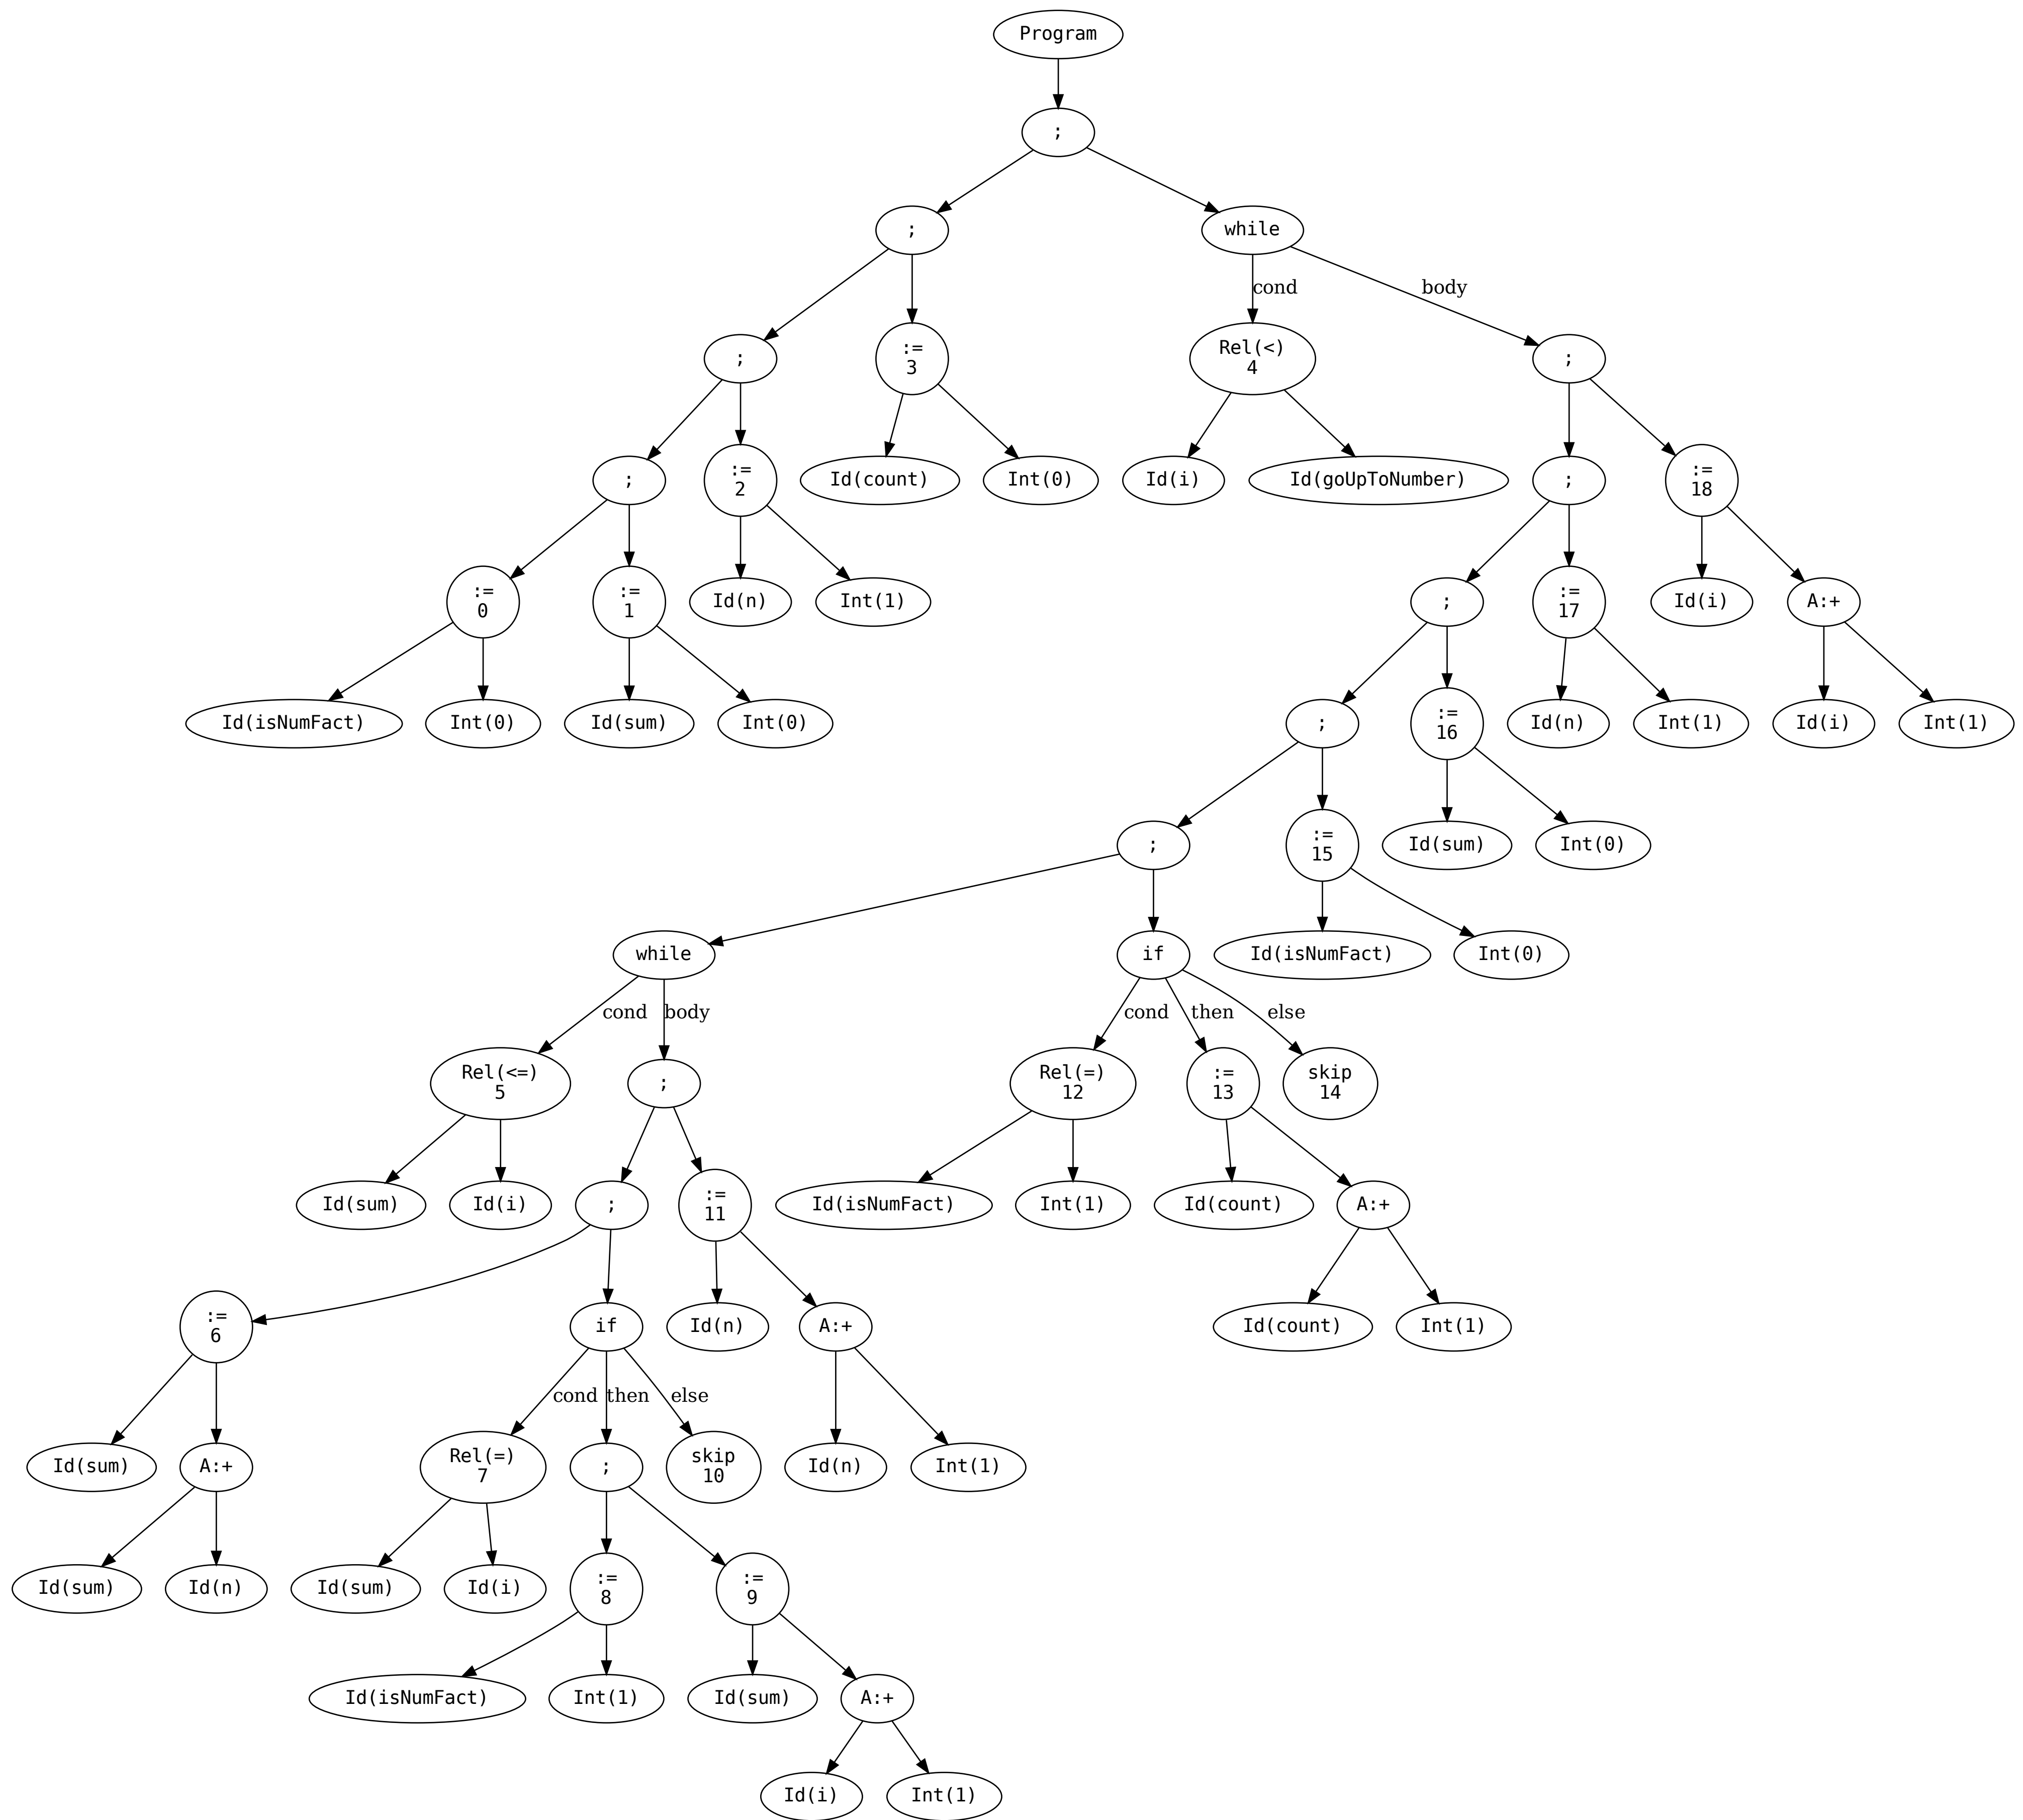 Program
;
;
while
cond
body
;
:=
3
Rel(<)
4
;
;
:=
2
Id(count)
Int(0)
Id(i)
Id(goUpToNumber)
;
:=
18
:=
0
:=
1
Id(n)
Int(1)
;
:=
17
Id(i)
A:+
Id(isNumFact)
Int(0)
Id(sum)
Int(0)
;
:=
16
Id(n)
Int(1)
Id(i)
Int(1)
;
:=
15
Id(sum)
Int(0)
while
if
Id(isNumFact)
Int(0)
cond
body
cond
then
else
Rel(<=)
5
;
Rel(=)
12
:=
13
skip
14
Id(sum)
Id(i)
;
:=
11
Id(isNumFact)
Int(1)
Id(count)
A:+
:=
6
if
Id(n)
A:+
Id(count)
Int(1)
cond
then
else
Id(sum)
A:+
Rel(=)
7
;
skip
10
Id(n)
Int(1)
Id(sum)
Id(n)
Id(sum)
Id(i)
:=
8
:=
9
Id(isNumFact)
Int(1)
Id(sum)
A:+
Id(i)
Int(1)